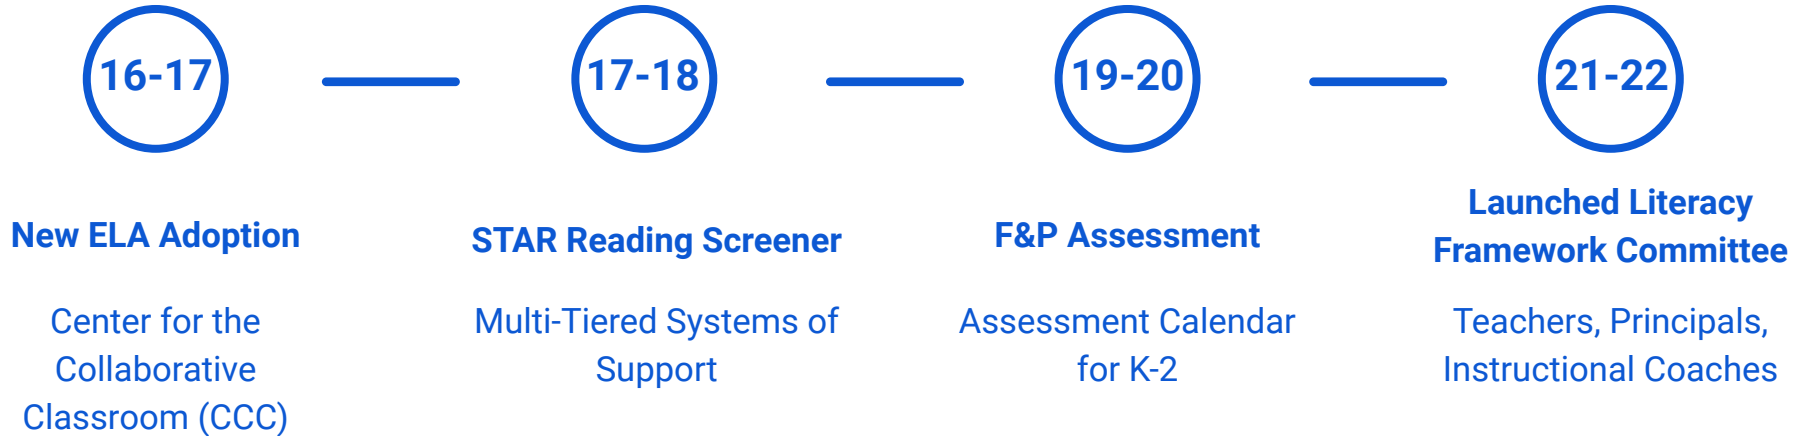 16-17
17-18
19-20
21-22
New ELA Adoption
Center for the
Collaborative
Classroom (CCC)
STAR Reading Screener
Multi-Tiered Systems of
Support
F&P Assessment
Assessment Calendar
for K-2
Launched Literacy
Framework Committee
Teachers, Principals,
Instructional Coaches